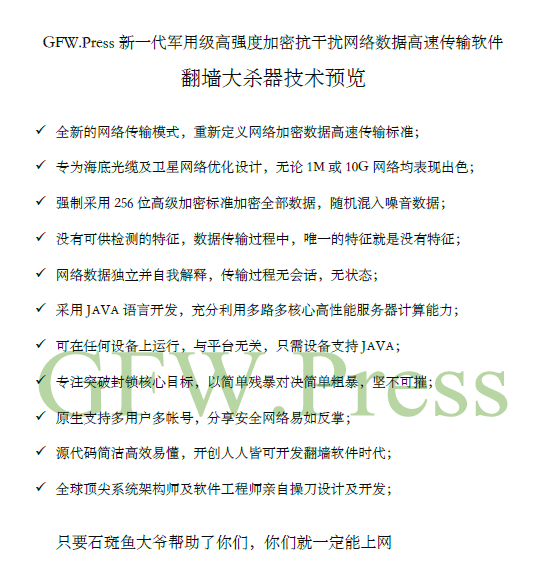 GFW.Press 新一代军用级高强度加密抗干扰网络数据高速传输软件
翻墙大杀器技术预览
✓ 全新的网络传输模式，重新定义网络加密数据高速传输标准；
✓ 专为海底光缆及卫星网络优化设计，无论 1M 或 10G 网络均表现出色；
✓ 强制采用 256 位高级加密标准加密全部数据，随机混入噪音数据；
✓ 没有可供检测的特征，数据传输过程中，唯一的特征就是没有特征；
✓ 网络数据独立并自我解释，传输过程无会话，无状态；
✓ 采用 JAVA 语言开发，充分利用多路多核心高性能服务器计算能力；
✓ 可在任何设备上运行，与平台无关，只需设备支持 JAVA；
✓ 专注突破封锁核心目标，以简单残暴对决简单粗暴，坚不可摧；
GFW.Press
✓ 原生支持多用户多帐号，分享安全网络易如反掌；
✓ 源代码简洁高效易懂，开创人人皆可开发翻墙软件时代；
✓ 全球顶尖系统架构师及软件工程师亲自操刀设计及开发；
只要石斑鱼大爷帮助了你们，你们就一定能上网